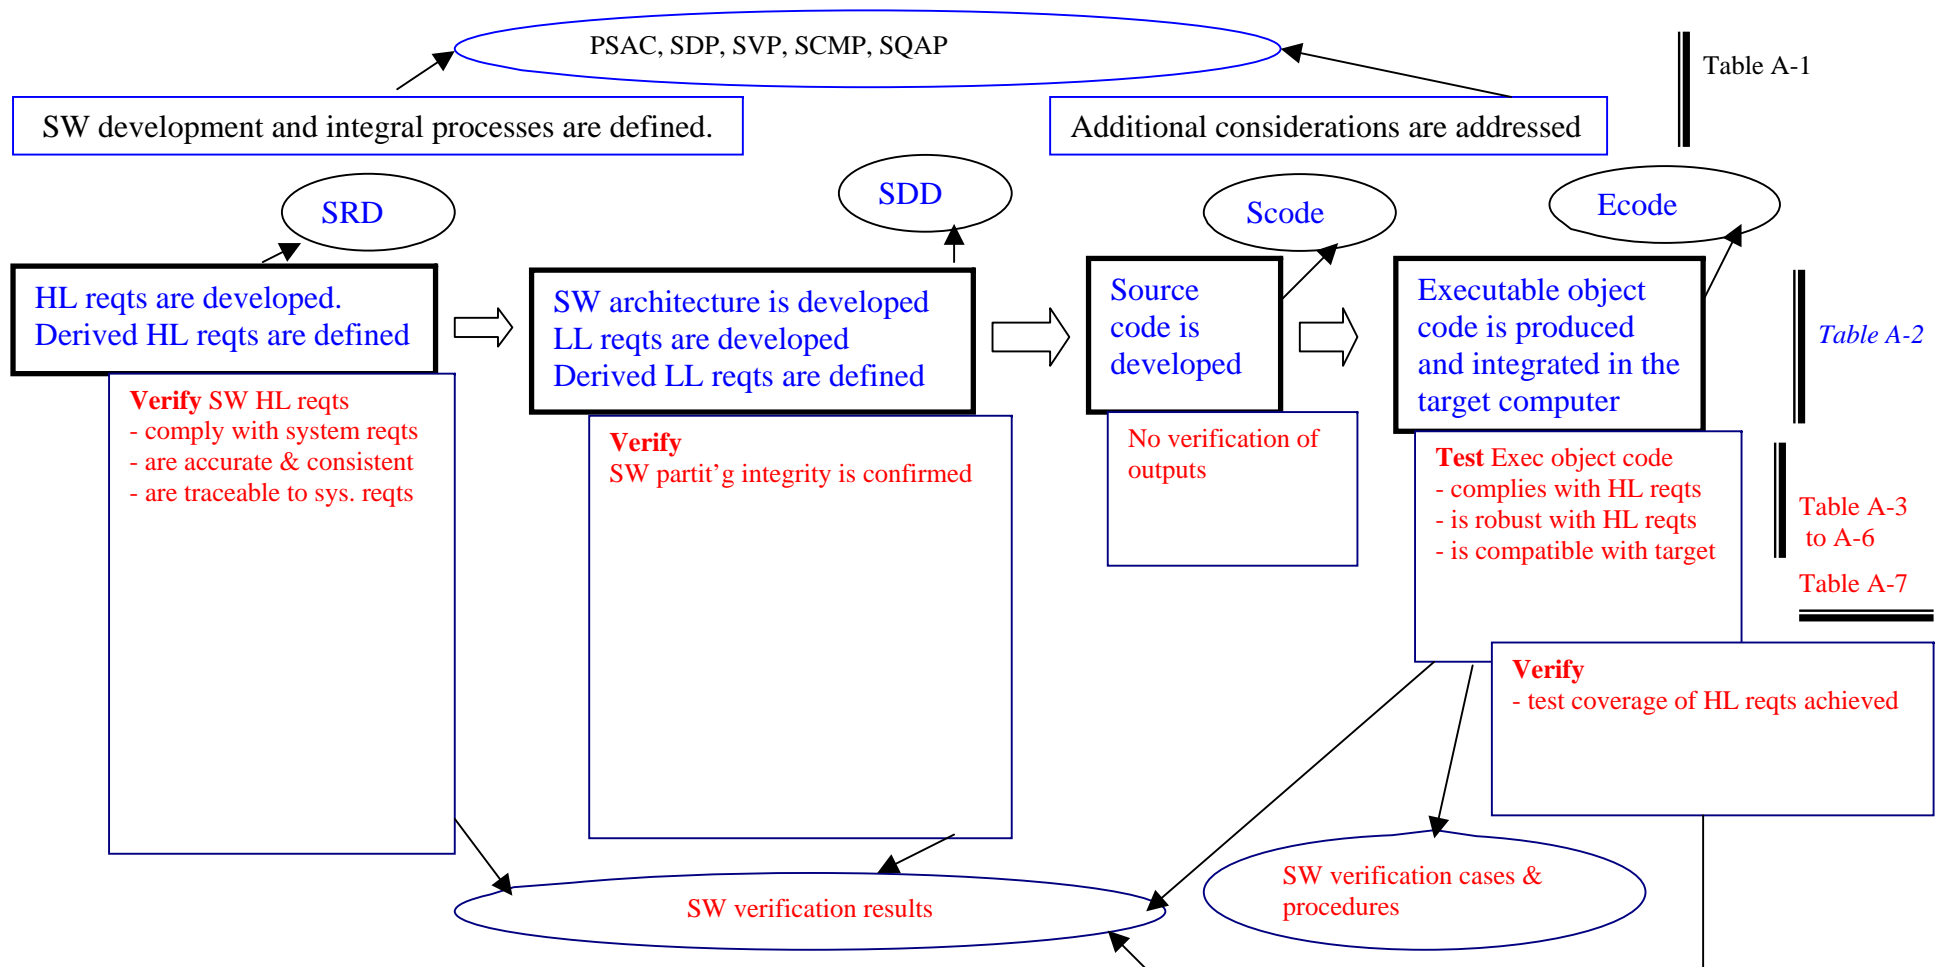 PSAC, SDP, SVP, SCMP, SQAP
Table A-1
SW development and integral processes are defined.
Additional considerations are addressed
SRD
SDD
Scode
Ecode
HL reqts are developed.
Derived HL reqts are defined
SW architecture is developed
LL reqts are developed
Derived LL reqts are defined
Source
code is
developed
Executable object
code is produced
and integrated in the
target computer
Table A-2
Verify SW HL reqts
- comply with system reqts
- are accurate & consistent
- are traceable to sys. reqts
Verify
SW partit’g integrity is confirmed
No verification of
outputs
Test Exec object code
- complies with HL reqts
- is robust with HL reqts
- is compatible with target
Table A-3
to A-6
Table A-7
Verify
- test coverage of HL reqts achieved
SW verification results
SW verification cases &
procedures